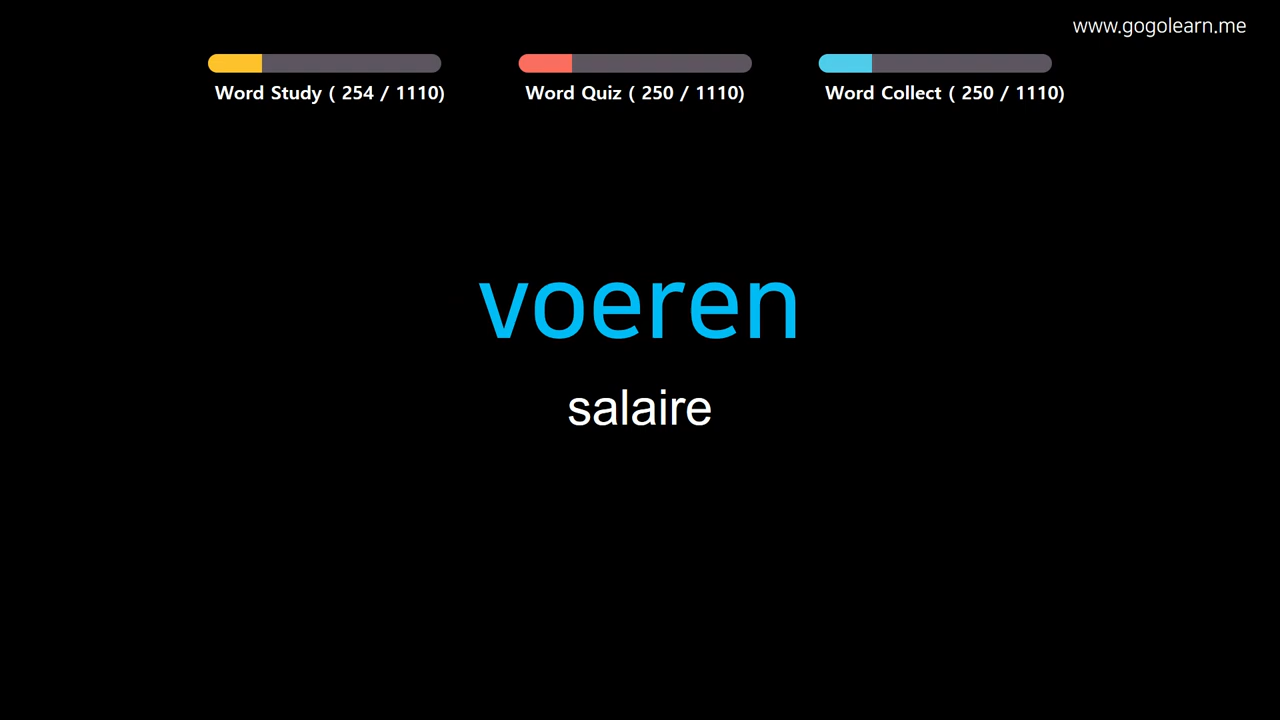 www.gogolearn.me
Word Study ( 254 / 1110)
Word Quiz ( 250 / 1110)
Word Collect ( 250 / 1110)
voeren
salaire